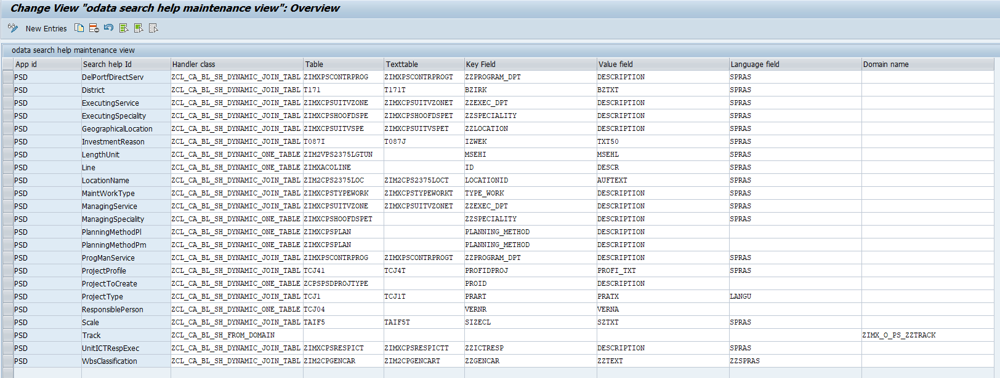 Change View "odata search help maintenance view": Overview
New Entries
odata search help maintenance view
App id Search help Id Handler class Table Texttable Key Field Value field Language field Domain name
PSD DelPortfDirectServ ZCL_CA_BL_SH_DYNAMIC_JOIN_TABL ZIMXPSCONTRPROG ZIMXPSCONTRPROGT ZZPROGRAM_DPT DESCRIPTION SPRAS
PSD District ZCL_CA_BL_SH_DYNAMIC_JOIN_TABL T171 T171T BZIRK BZTXT SPRAS
PSD ExecutingService ZCL_CA_BL_SH_DYNAMIC_JOIN_TABL ZIMXCPSUITVZONE ZIMXCPSUITVZONET ZZEXEC_DPT DESCRIPTION SPRAS
PSD ExecutingSpeciality ZCL_CA_BL_SH_DYNAMIC_JOIN_TABL ZIMXCPSHOOFDSPE ZIMXCPSHOOFDSPET ZZSPECIALITY DESCRIPTION SPRAS
PSD GeographicalLocation ZCL_CA_BL_SH_DYNAMIC_JOIN_TABL ZIMXCPSUITVSPE ZIMXCPSUITVSPET ZZLOCATION DESCRIPTION SPRAS
PSD InvestmentReason ZCL_CA_BL_SH_DYNAMIC_JOIN_TABL T087I T087J IZWEK TXT50 SPRAS
PSD LengthUnit ZCL_CA_BL_SH_DYNAMIC_ONE_TABLE ZIM2VPS2375LGTUN MSEHI MSEHL SPRAS
PSD Line ZCL_CA_BL_SH_DYNAMIC_ONE_TABLE ZIMXACOLINE ID DESCR SPRAS
PSD LocationName ZCL_CA_BL_SH_DYNAMIC_JOIN_TABL ZIM2CPS2375LOC ZIM2CPS2375LOCT LOCATIONID AUFTEXT SPRAS
PSD MaintWorkType ZCL_CA_BL_SH_DYNAMIC_JOIN_TABL ZIMXCPSTYPEWORK ZIMXCPSTYPEWORKT TYPE_WORK DESCRIPTION SPRAS
PSD ManagingService ZCL_CA_BL_SH_DYNAMIC_JOIN_TABL ZIMXCPSUITVZONE ZIMXCPSUITVZONET ZZEXEC_DPT DESCRIPTION SPRAS
PSD ManagingSpeciality ZCL_CA_BL_SH_DYNAMIC_ONE_TABLE ZIMXCPSHOOFDSPET ZZSPECIALITY DESCRIPTION SPRAS
PSD PlanningMethodPl ZCL_CA_BL_SH_DYNAMIC_ONE_TABLE ZIMXCPSPLAN PLANNING_METHOD DESCRIPTION
PSD PlanningMethodPm ZCL_CA_BL_SH_DYNAMIC_ONE_TABLE ZIMXCPSPLAN PLANNING_METHOD DESCRIPTION
PSD ProgManService ZCL_CA_BL_SH_DYNAMIC_JOIN_TABL ZIMXPSCONTRPROG ZIMXPSCONTRPROGT ZZPROGRAM_DPT DESCRIPTION SPRAS
PSD ProjectProfile ZCL_CA_BL_SH_DYNAMIC_JOIN_TABL TCJ41 TCJ4T PROFIDPROJ PROFI_TXT SPRAS
PSD ProjectToCreate ZCL_CA_BL_SH_DYNAMIC_ONE_TABLE ZCPSPSDPROJTYPE PROID DESCRIPTION
PSD ProjectType ZCL_CA_BL_SH_DYNAMIC_JOIN_TABL TCJ1 TCJ1T PRART PRATX LANGU
PSD ResponsiblePerson ZCL_CA_BL_SH_DYNAMIC_ONE_TABLE TCJ04 VERNR VERNA
PSD Scale ZCL_CA_BL_SH_DYNAMIC_JOIN_TABL TAIF5 TAIF5T SIZECL SZTXT SPRAS
PSD Track ZCL_CA_BL_SH_FROM_DOMAIN ZIMX_O_PS_ZZTRACK
PSD UnitICTRespExec ZCL_CA_BL_SH_DYNAMIC_JOIN_TABL ZIMXCPSRESPICT ZIMXCPSRESPICTT ZZICTRESP DESCRIPTION SPRAS
PSD WbsClassification ZCL_CA_BL_SH_DYNAMIC_JOIN_TABL ZIM2CPGENCAR ZIM2CPGENCART ZZGENCAR ZZTEXT ZZSPRAS